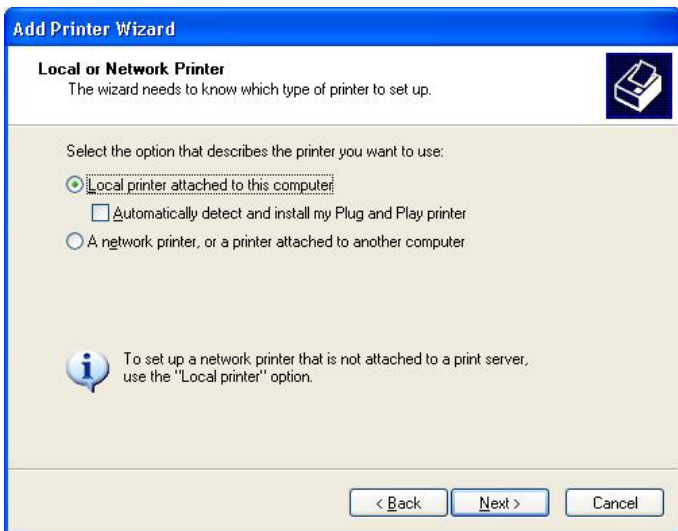 Add Printer Wizard
Local or Network Printer
The wizard needs to know which type of printer to set up.
Select the option that describes the printer you want to use:
Local printer attached to this computer
Automatically detect and install my Plug and Play printer
A network printer, or a printer attached to another computer
To set up a network printer that is not attached to a print server,
use the "Local printer" option.
< Back
Next >
Cancel